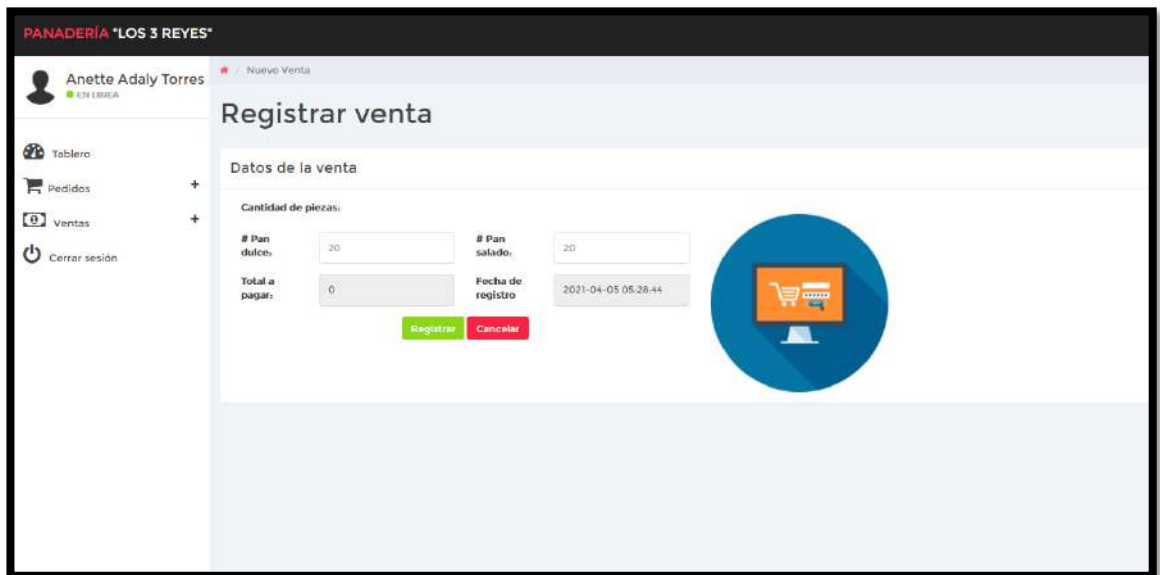 PANADERÍA "LOS 3 REYES"
Anette Adaly Torres
EN LINEA
Tablero
Pedidos +
Ventas +
Cerrar sesión
/ Nuevo Venta
Registrar venta
Datos de la venta
Cantidad de piezas:
# Pan dulce: 20 # Pan salado: 20
Total a pagar: 0 Fecha de registro 2021-04-05 05:28:44
Registrar Cancelar